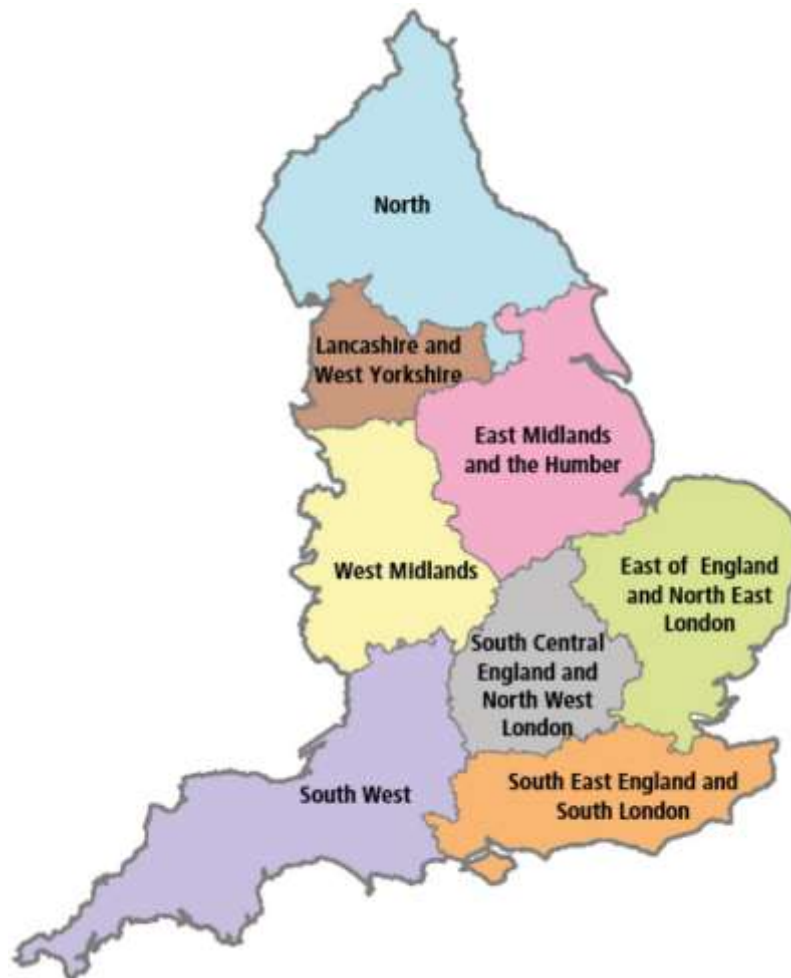 North
Lancashire and
West Yorkshire
East Midlands
and the Humber
West Midlands
East of England
and North East
London
South Central
England and
North West
London
South West
South East England and
South London